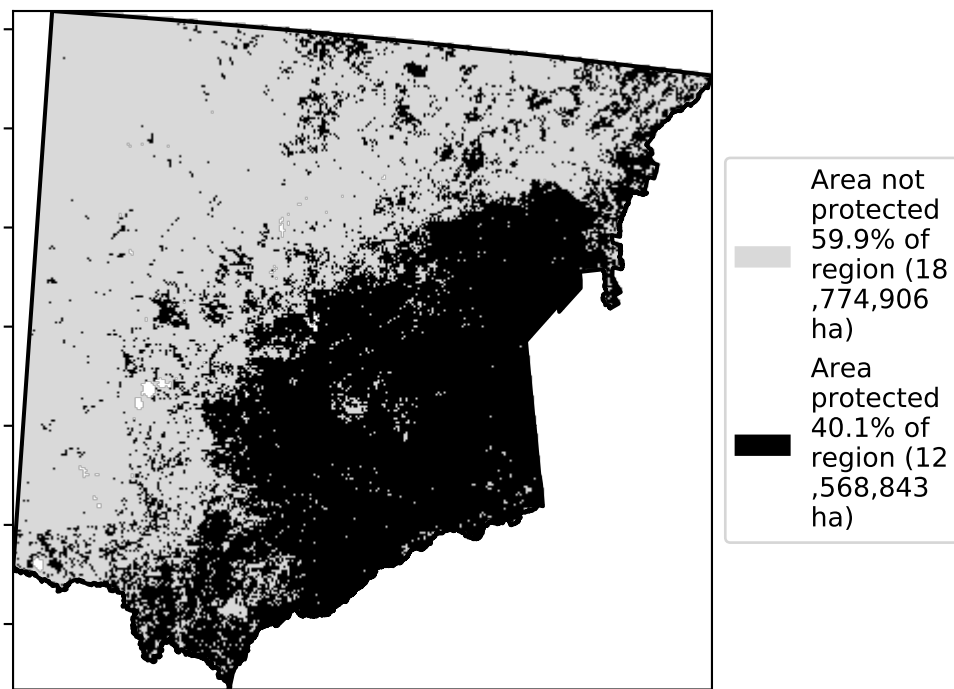 Area not
protected
59.9% of
region (18
,774,906
ha)
Area
protected
40.1% of
region (12
,568,843
ha)